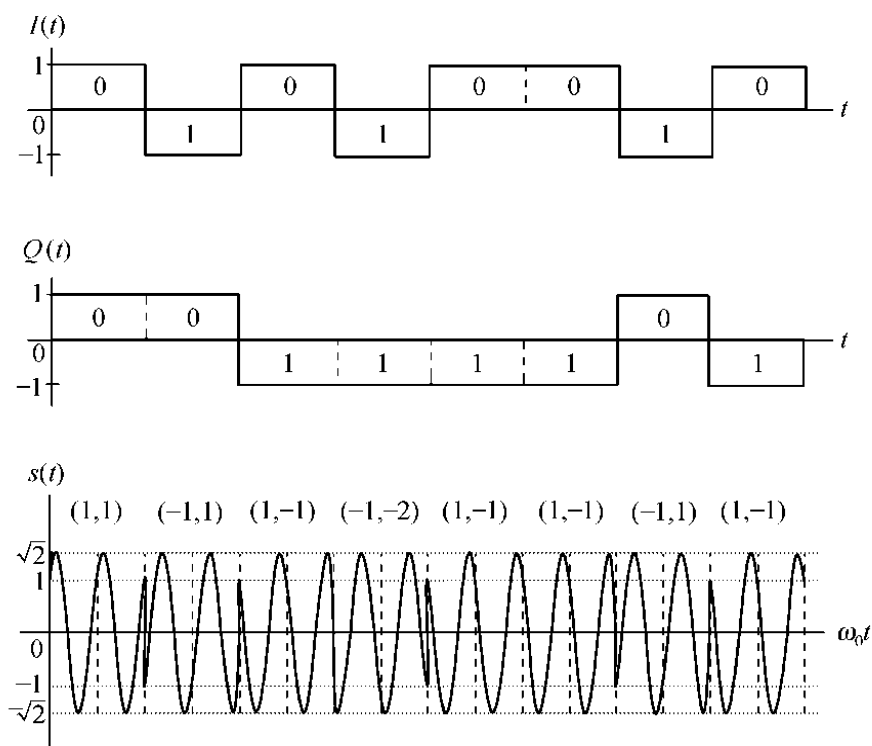 I(t)
1
0 0 0 0 0
0
t
1 1 1
−1
Q(t)
1
0 0 0
0
t
1 1 1 1 1
−1
s(t)
(1,1) (−1,1) (1,−1) (−1,−2) (1,−1) (1,−1) (−1,1) (1,−1)
√2
1
0
ω₀t
−1
−√2